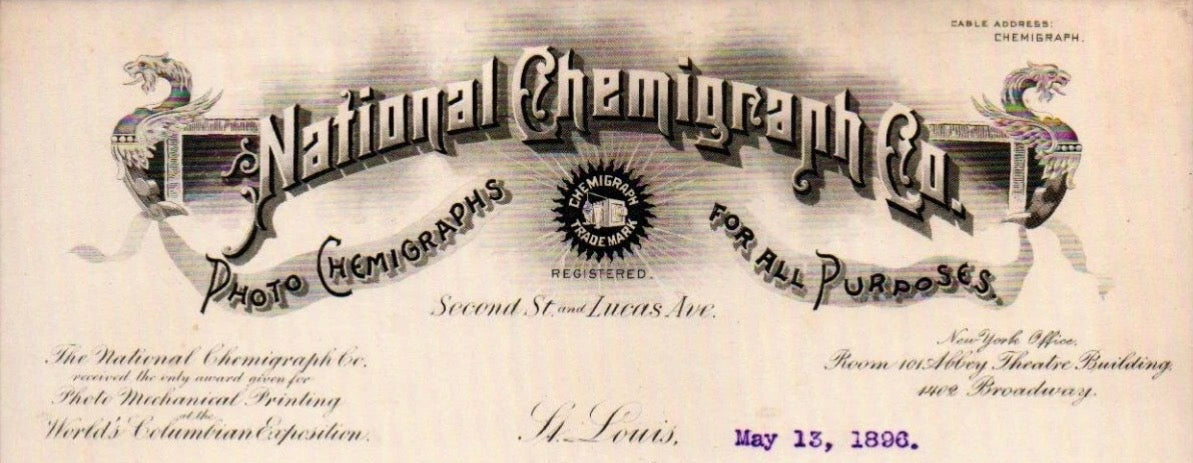 CABLE ADDRESS:
CHEMIGRAPH.
National Chemigraph Co.
PHOTO CHEMIGRAPHS
CHEMIGRAPH
TRADE MARK
REGISTERED.
FOR ALL PURPOSES.
Second St. and Lucas Ave.
The National Chemigraph Co.
received the only award given for
Photo Mechanical Printing
at the
World's Columbian Exposition.
New York Office,
Room 101 Abbey Theatre Building.
1402 Broadway.
St. Louis,
May 13, 1896.